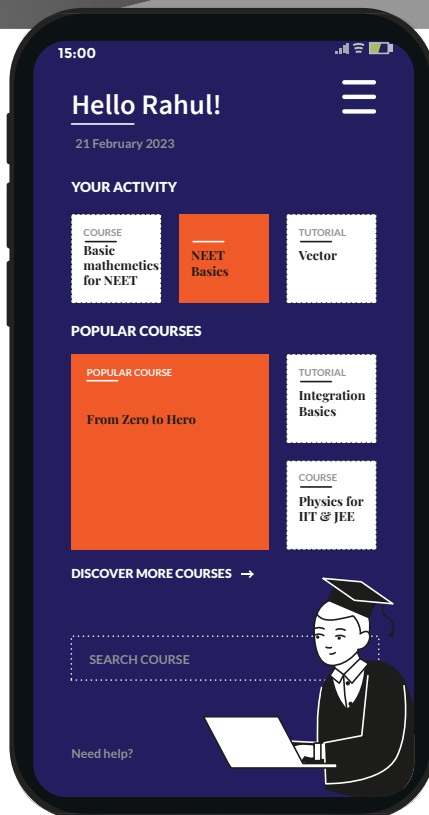 15:00
Hello Rahul!
21 February 2023
YOUR ACTIVITY
COURSE
Basic
mathemetics
for NEET
NEET
Basics
TUTORIAL
Vector
POPULAR COURSES
POPULAR COURSE
From Zero to Hero
TUTORIAL
Integration
Basics
COURSE
Physics for
IIT & JEE
DISCOVER MORE COURSES →
SEARCH COURSE
Need help?